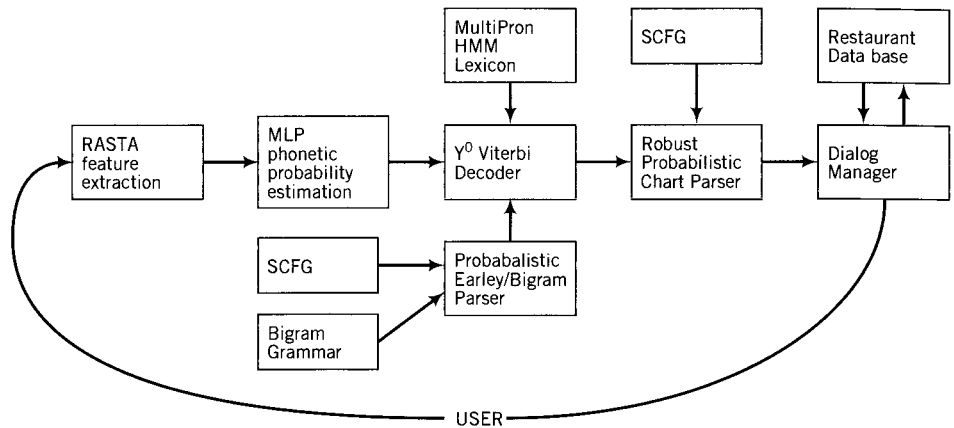 MultiPron
HMM
Lexicon
SCFG
Restaurant
Data base
RASTA
feature
extraction
MLP
phonetic
probability
estimation
Y⁰ Viterbi
Decoder
Robust
Probabilistic
Chart Parser
Dialog
Manager
SCFG
Probabalistic
Earley/Bigram
Parser
Bigram
Grammar
USER